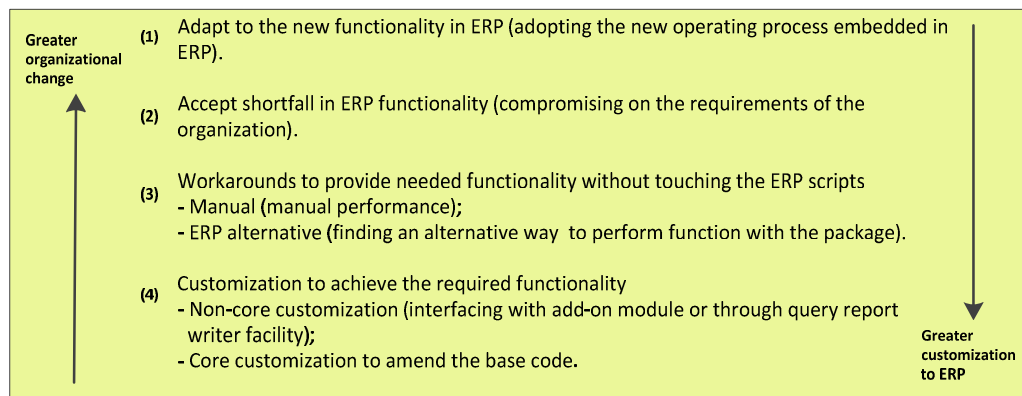 Greater
organizational
change
(1) Adapt to the new functionality in ERP (adopting the new operating process embedded in
ERP).
(2) Accept shortfall in ERP functionality (compromising on the requirements of the
organization).
(3) Workarounds to provide needed functionality without touching the ERP scripts
- Manual (manual performance);
- ERP alternative (finding an alternative way to perform function with the package).
(4) Customization to achieve the required functionality
- Non-core customization (interfacing with add-on module or through query report
writer facility);
- Core customization to amend the base code.
Greater
customization
to ERP